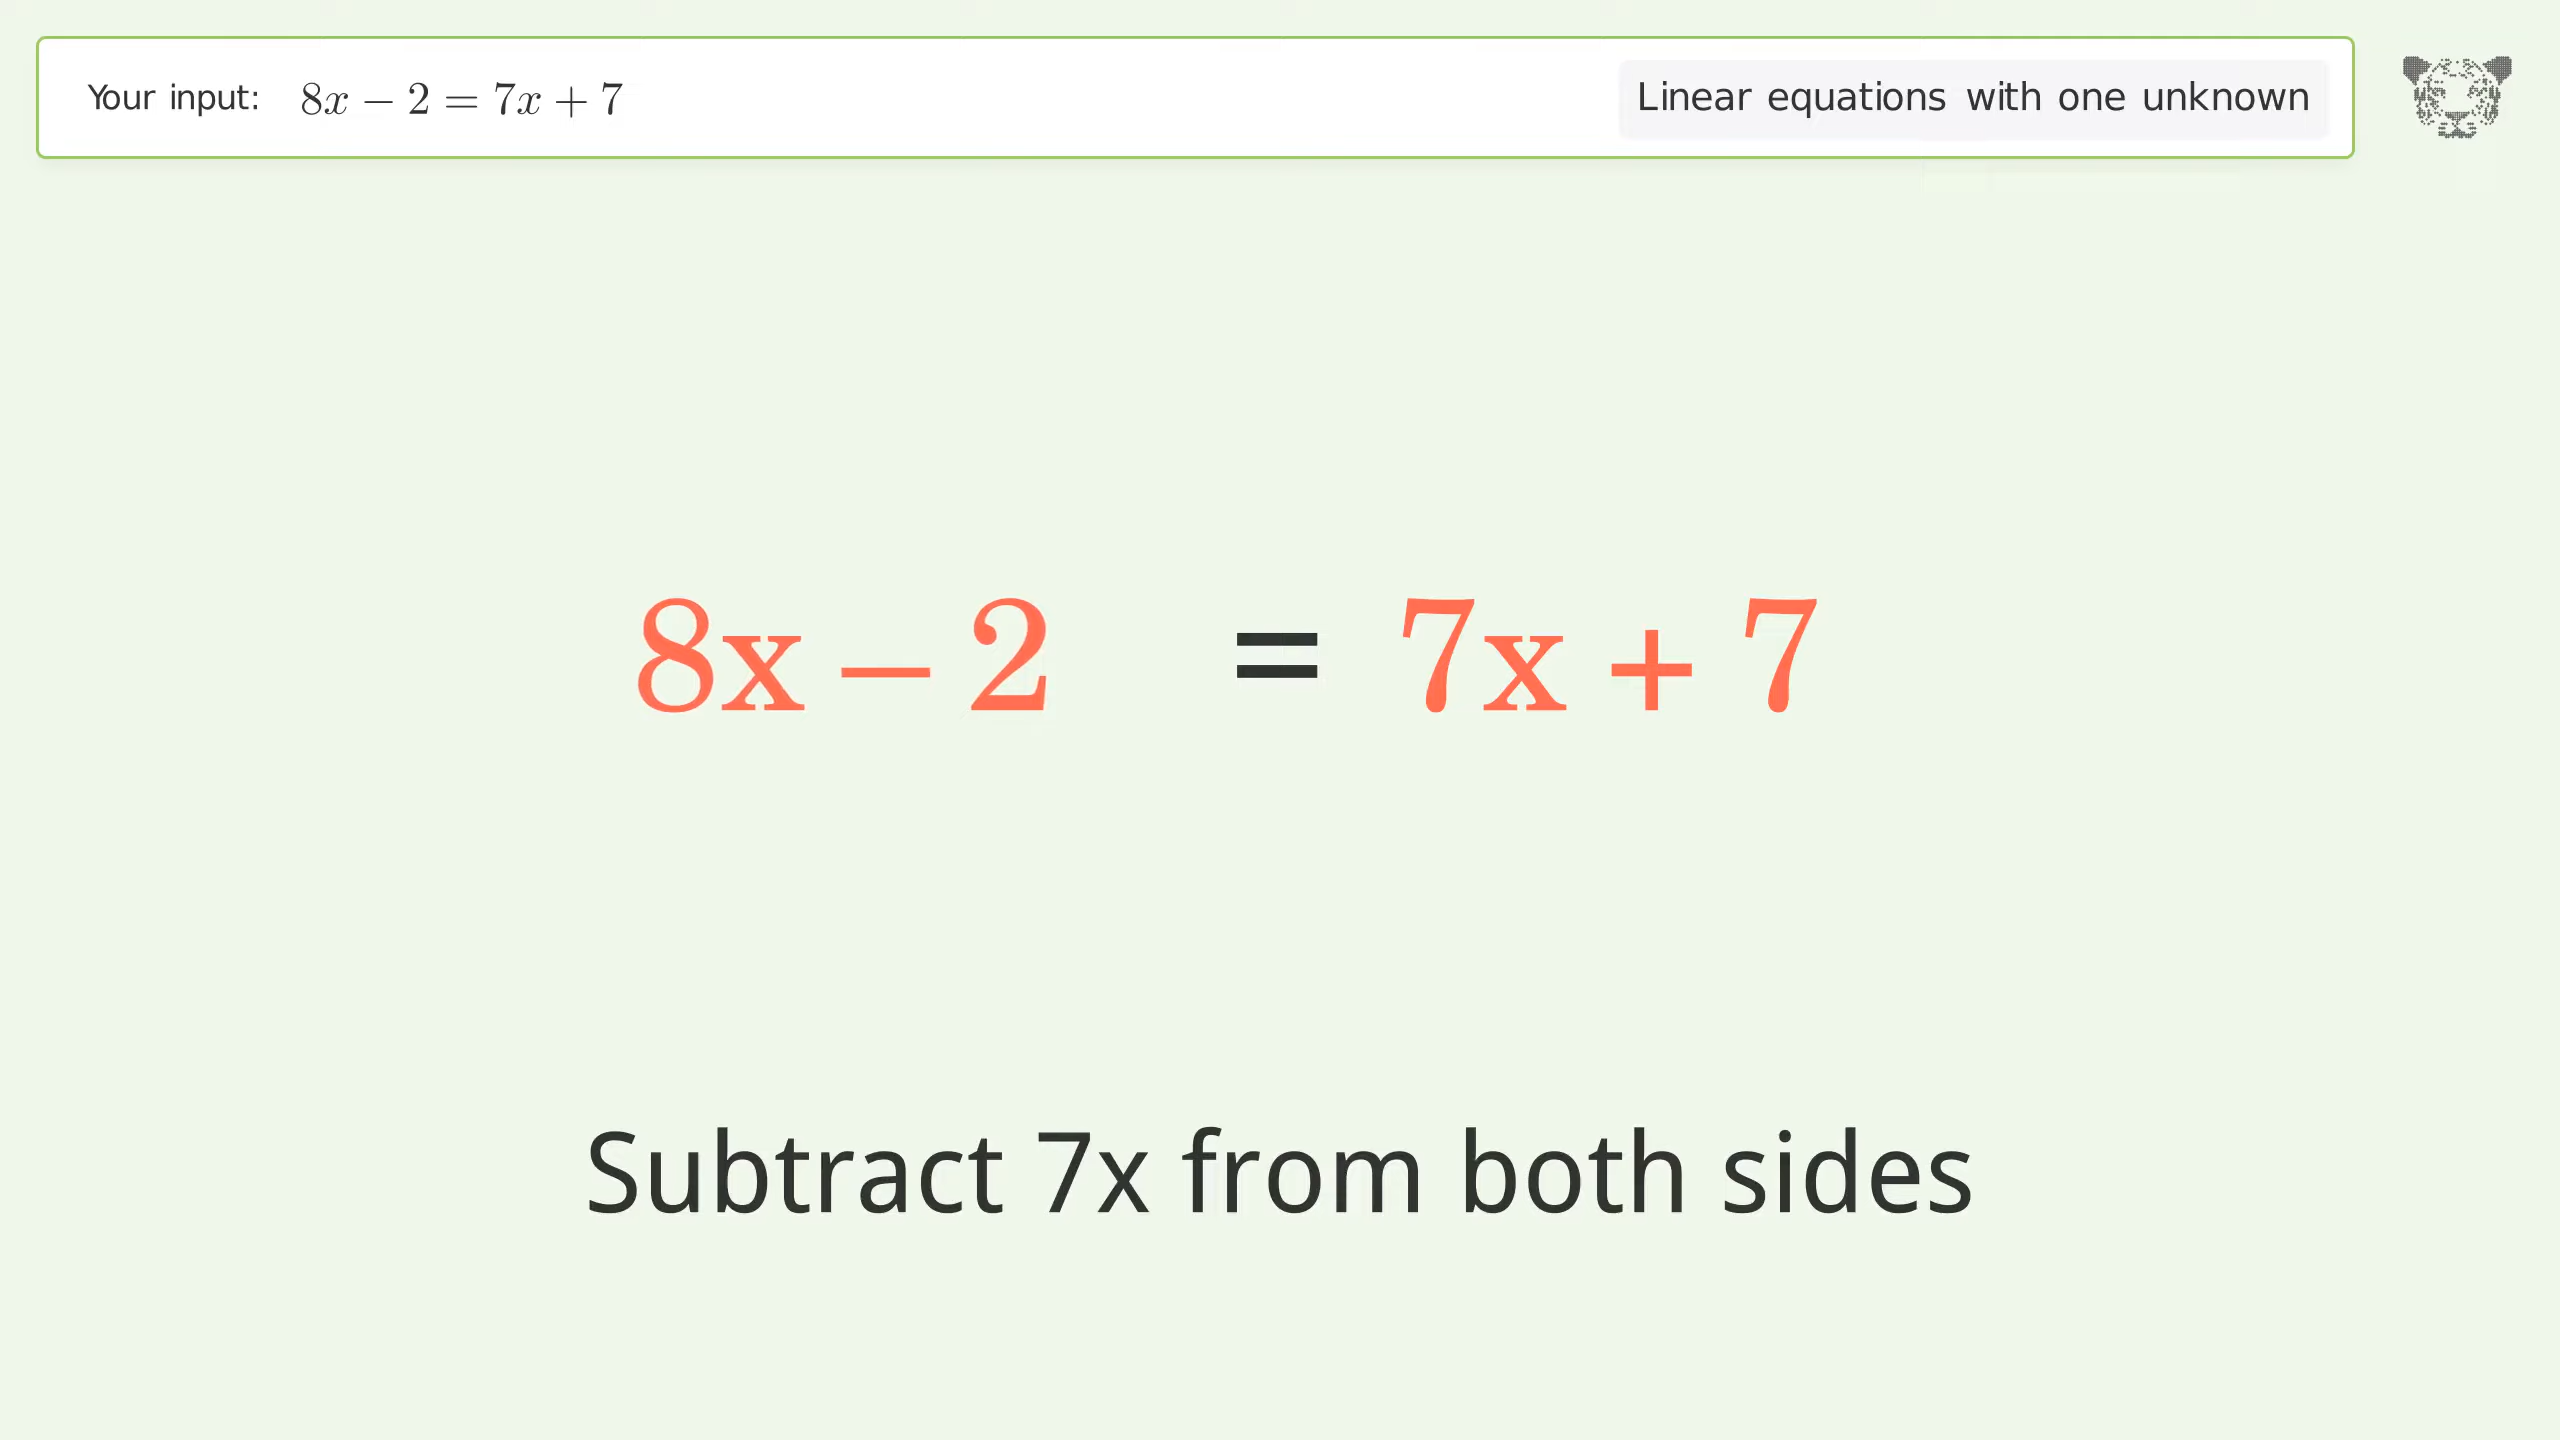 Your input: 8x − 2 = 7x + 7
Linear equations with one unknown
8x − 2 = 7x + 7
Subtract 7x from both sides